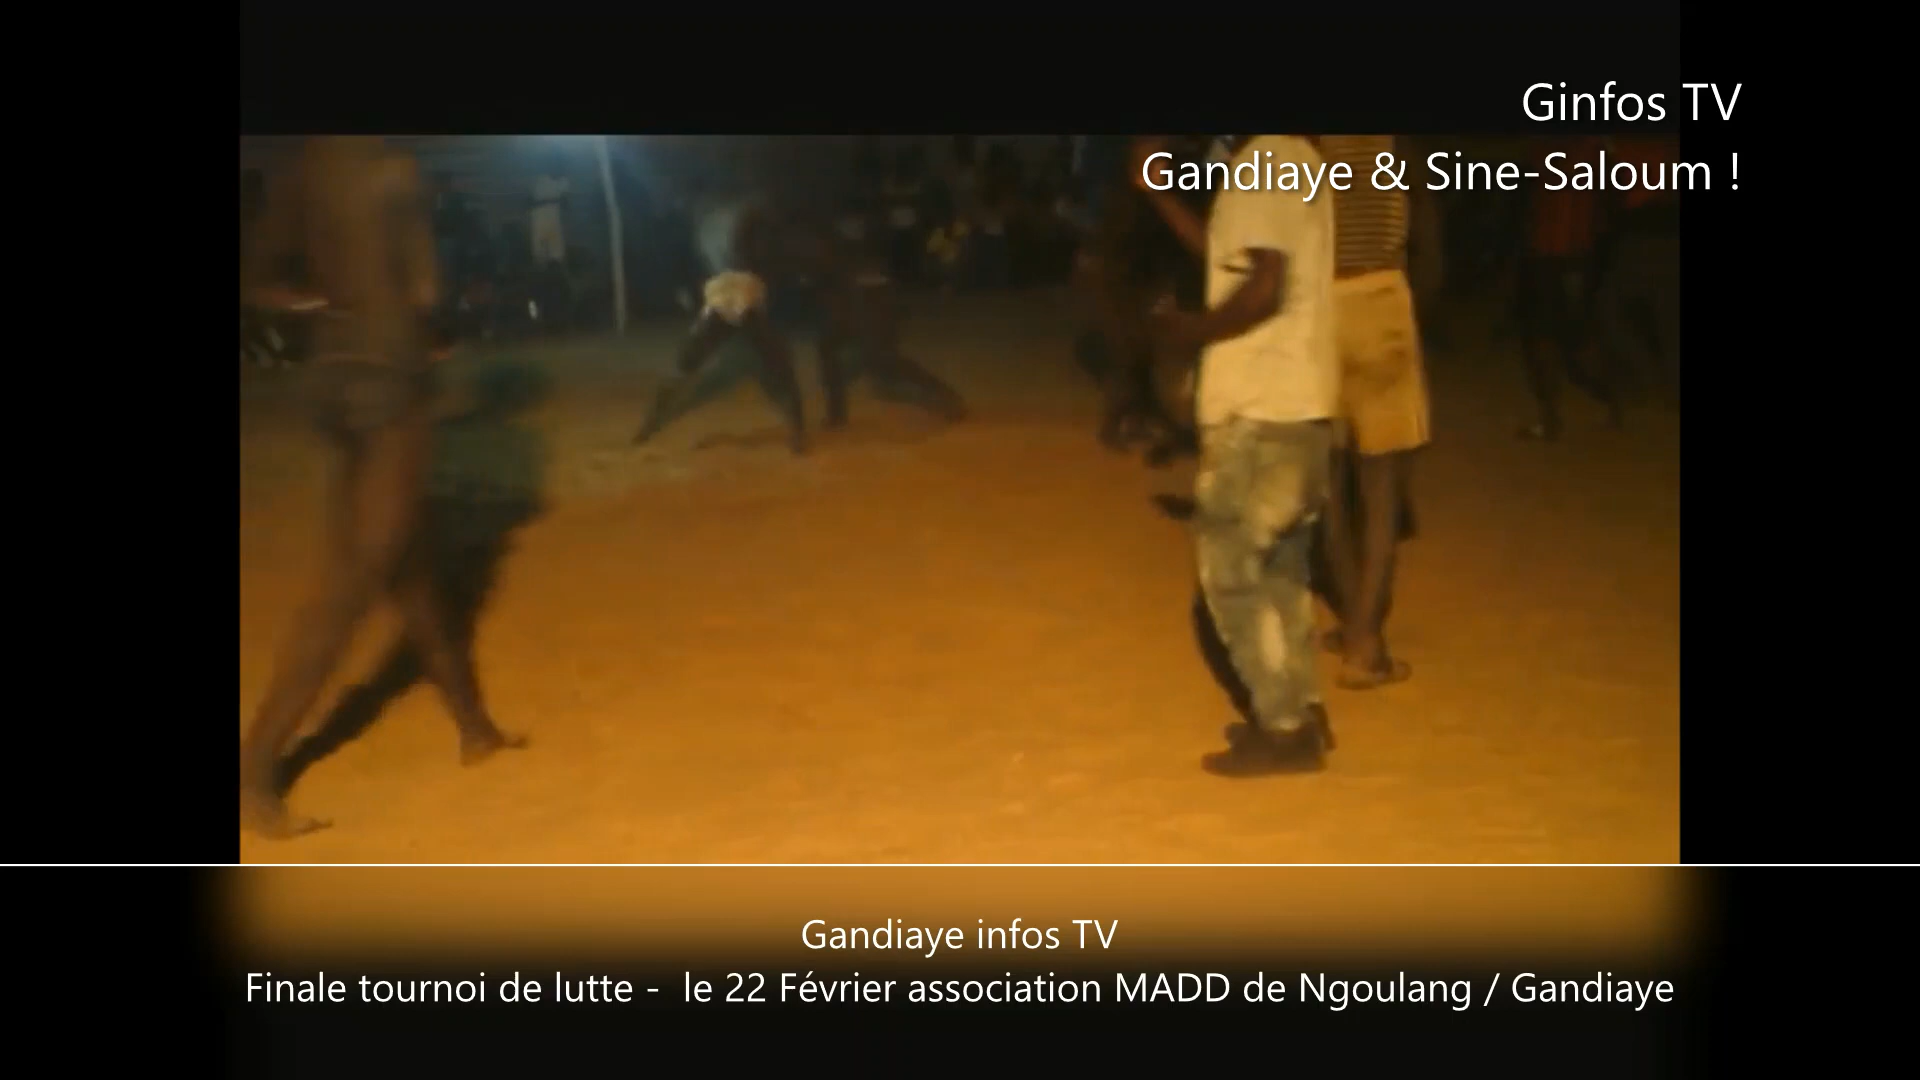 Ginfos TV
Gandiaye & Sine-Saloum !
Gandiaye infos TV
Finale tournoi de lutte -  le 22 Février association MADD de Ngoulang / Gandiaye